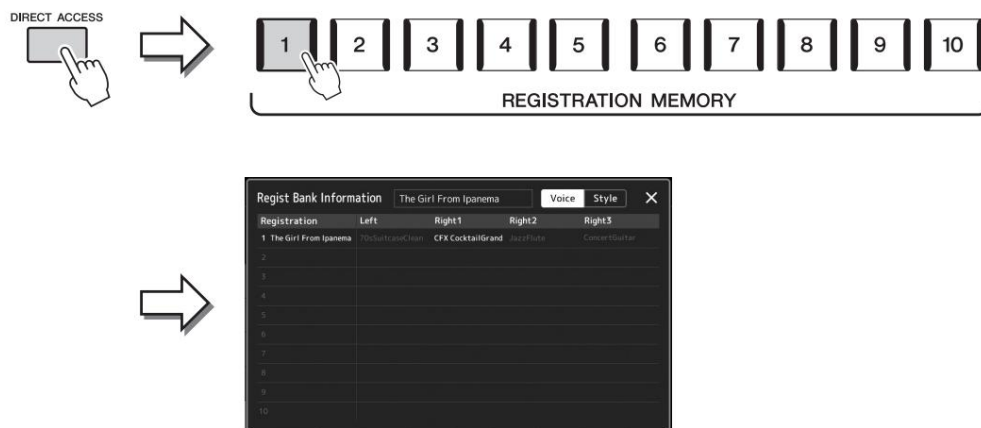 DIRECT ACCESS
1 2 3 4 5 6 7 8 9 10
REGISTRATION MEMORY
Regist Bank Information The Girl From Ipanema Voice Style X
Registration Left Right1 Right2 Right3
1 The Girl From Ipanema 70sSuitcaseClean CFX CocktailGrand JazzFlute ConcertGuitar
2
3
4
5
6
7
8
9
10